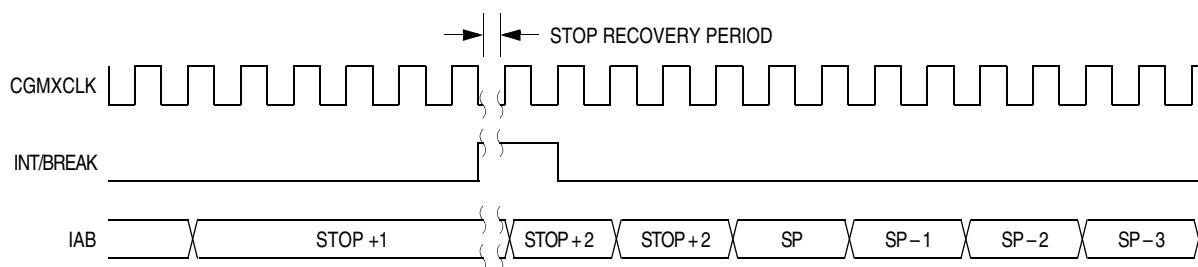 STOP RECOVERY PERIOD
CGMXCLK
INT/BREAK
IAB STOP +1 STOP + 2 STOP + 2 SP SP – 1 SP – 2 SP – 3